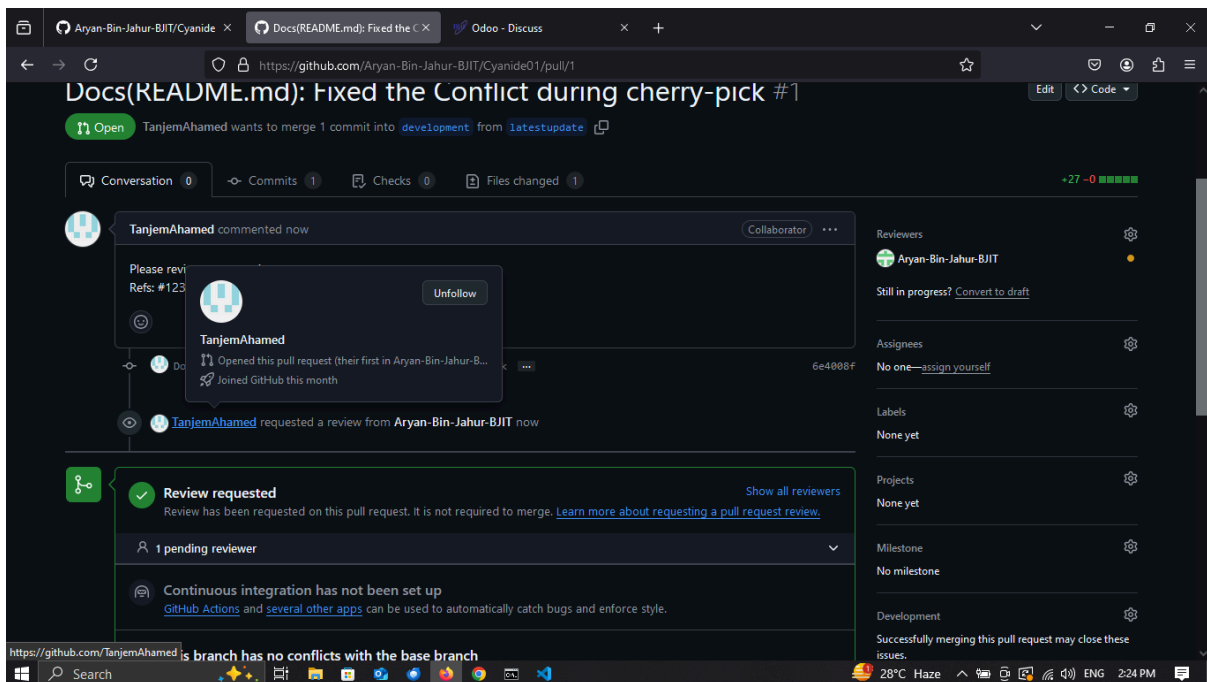 Aryan-Bin-Jahur-BJIT/Cyanide
Docs(README.md): Fixed the C
Odoo - Discuss
https://github.com/Aryan-Bin-Jahur-BJIT/Cyanide01/pull/1
Docs(README.md): Fixed the Conflict during cherry-pick #1
Edit
<> Code
Open
TanjemAhamed wants to merge 1 commit into development from latestupdate
Conversation 0
Commits 1
Checks 0
Files changed 1
+27 −0
TanjemAhamed commented now
Collaborator
Please revi
Refs: #123
Unfollow
TanjemAhamed
Opened this pull request (their first in Aryan-Bin-Jahur-B...
Joined GitHub this month
Do
6e4008f
TanjemAhamed requested a review from Aryan-Bin-Jahur-BJIT now
Review requested
Show all reviewers
Review has been requested on this pull request. It is not required to merge. Learn more about requesting a pull request review.
1 pending reviewer
Continuous integration has not been set up
GitHub Actions and several other apps can be used to automatically catch bugs and enforce style.
is branch has no conflicts with the base branch
Reviewers
Aryan-Bin-Jahur-BJIT
Still in progress? Convert to draft
Assignees
No one—assign yourself
Labels
None yet
Projects
None yet
Milestone
No milestone
Development
Successfully merging this pull request may close these
issues.
https://github.com/TanjemAhamed
Search
28°C Haze
ENG
2:24 PM